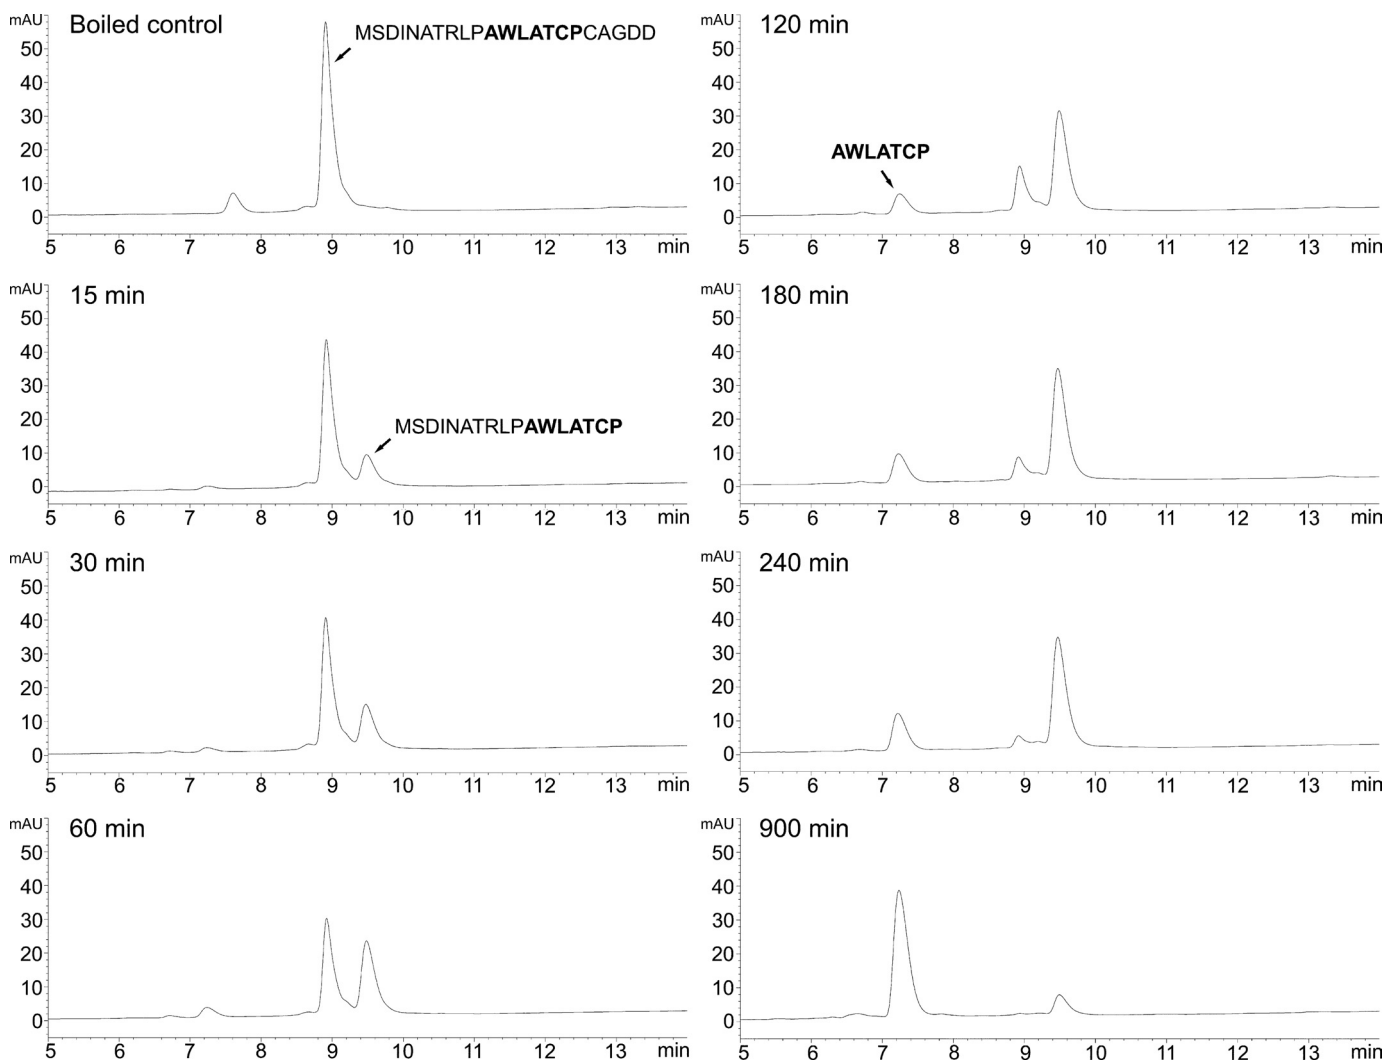 mAU
Boiled control
MSDINATRLPAWLATCPCAGDD
50
40
30
20
10
0
5 6 7 8 9 10 11 12 13 min
mAU
15 min
50
40
30
MSDINATRLPAWLATCP
20
10
0
5 6 7 8 9 10 11 12 13 min
mAU
30 min
50
40
30
20
10
0
5 6 7 8 9 10 11 12 13 min
mAU
60 min
50
40
30
20
10
0
5 6 7 8 9 10 11 12 13 min
mAU
120 min
50
40
30
AWLATCP
20
10
0
5 6 7 8 9 10 11 12 13 min
mAU
180 min
50
40
30
20
10
0
5 6 7 8 9 10 11 12 13 min
mAU
240 min
50
40
30
20
10
0
5 6 7 8 9 10 11 12 13 min
mAU
900 min
50
40
30
20
10
0
5 6 7 8 9 10 11 12 13 min